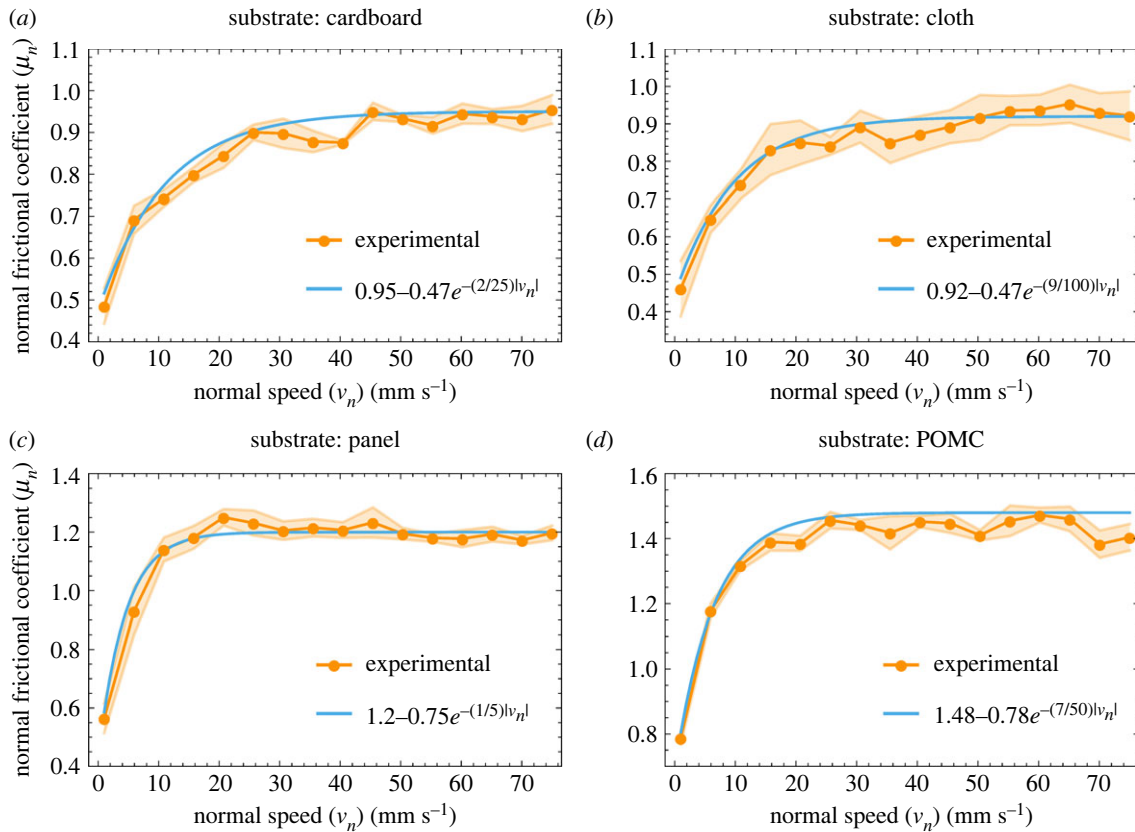 (a) substrate: cardboard
normal frictional coefficient (μn)
1.1
1.0
0.9
0.8
0.7
0.6
0.5
0.4
experimental
0.95–0.47e–(2/25)|vn|
0 10 20 30 40 50 60 70
normal speed (vn) (mm s–1)
(b) substrate: cloth
1.1
1.0
0.9
0.8
0.7
0.6
0.5
0.4
experimental
0.92–0.47e–(9/100)|vn|
0 10 20 30 40 50 60 70
normal speed (vn) (mm s–1)
(c) substrate: panel
normal frictional coefficient (μn)
1.4
1.2
1.0
0.8
0.6
0.4
experimental
1.2–0.75e–(1/5)|vn|
0 10 20 30 40 50 60 70
normal speed (vn) (mm s–1)
(d) substrate: POMC
1.6
1.4
1.2
1.0
0.8
experimental
1.48–0.78e–(7/50)|vn|
0 10 20 30 40 50 60 70
normal speed (vn) (mm s–1)